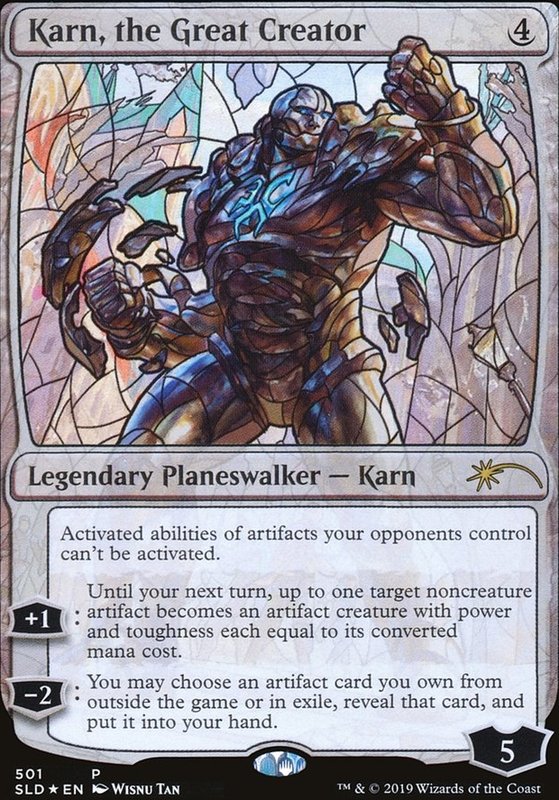 Karn, the Great Creator 4
Legendary Planeswalker — Karn
Activated abilities of artifacts your opponents control
can't be activated.
+1 : Until your next turn, up to one target noncreature
artifact becomes an artifact creature with power
and toughness each equal to its converted
mana cost.
−2 : You may choose an artifact card you own from
outside the game or in exile, reveal that card, and
put it into your hand.
5
501 P
SLD ★ EN Wisnu Tan
™ & © 2019 Wizards of the Coast